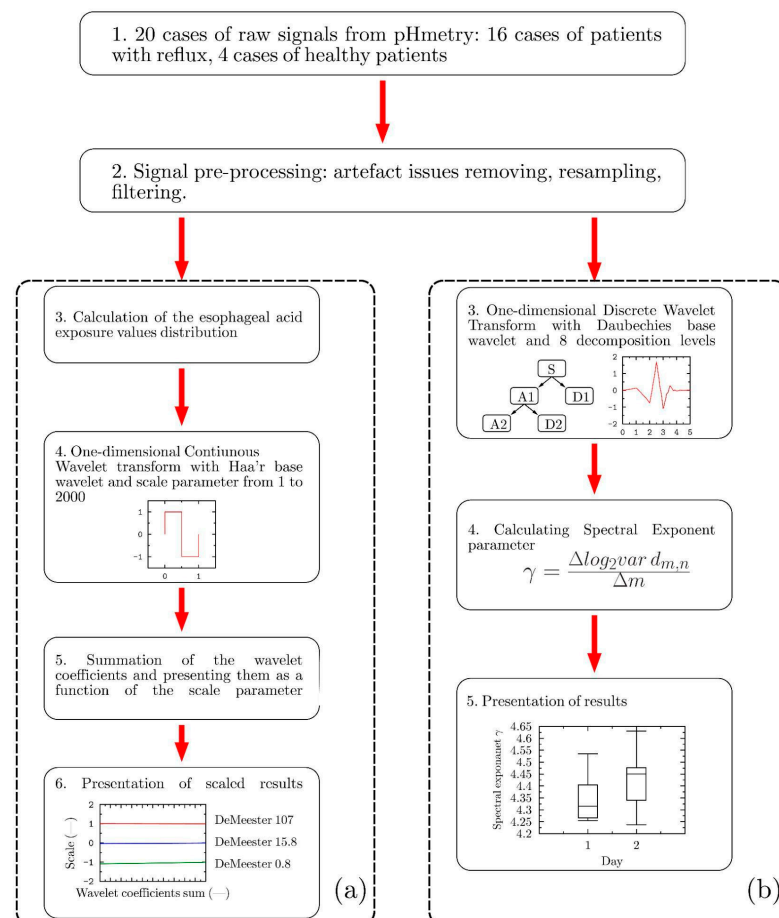 1. 20 cases of raw signals from pHmetry: 16 cases of patients
with reflux, 4 cases of healthy patients
2. Signal pre-processing: artefact issues removing, resampling,
filtering.
3. Calculation of the esophageal acid
exposure values distribution
4. One-dimensional Contiunous
Wavelet transform with Haa'r base
wavelet and scale parameter from 1 to
2000
1
0
−1
0 1
5. Summation of the wavelet
coefficients and presenting them as a
function of the scale parameter
6. Presentation of scaled results
2
1
0
−1
−2
Scale (—)
DeMeester 107
DeMeester 15.8
DeMeester 0.8
Wavelet coefficients sum (—)
(a)
3. One-dimensional Discrete Wavelet
Transform with Daubechies base
wavelet and 8 decomposition levels
S
A1 D1
A2 D2
2
1
0
−1
−2
0 1 2 3 4 5
4. Calculating Spectral Exponent
parameter
γ = Δlog₂var d_{m,n} / Δm
5. Presentation of results
4.65
4.6
4.55
4.5
4.45
4.4
4.35
4.3
4.25
4.2
Spectral exponanet γ
1 2
Day
(b)